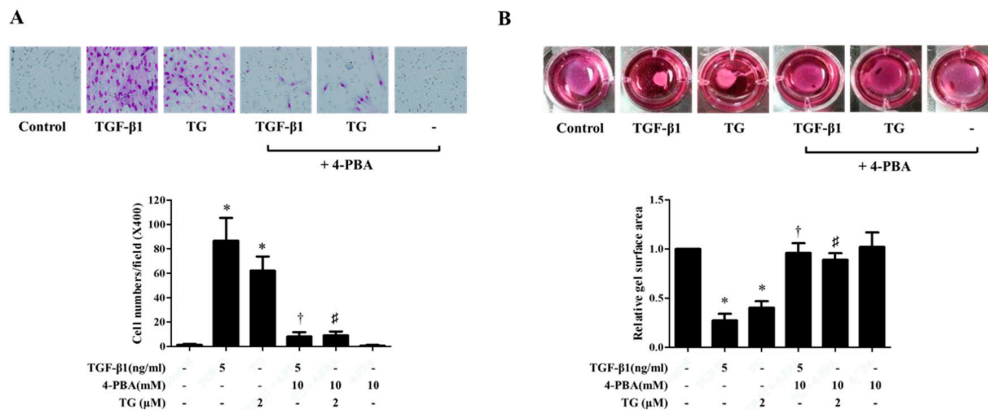 A
Control TGF-β1 TG TGF-β1 TG -
+ 4-PBA
Cell numbers/field (X400)
120
100
80
60
40
20
0
* * † ♯
TGF-β1(ng/ml) - 5 - 5 - -
4-PBA(mM) - - - 10 10 10
TG (μM) - - 2 - 2 -
B
Control TGF-β1 TG TGF-β1 TG -
+ 4-PBA
Relative gel surface area
1.5
1.0
0.5
0.0
* * † ♯
TGF-β1(ng/ml) - 5 - 5 - -
4-PBA(mM) - - - 10 10 10
TG (μM) - - 2 - 2 -